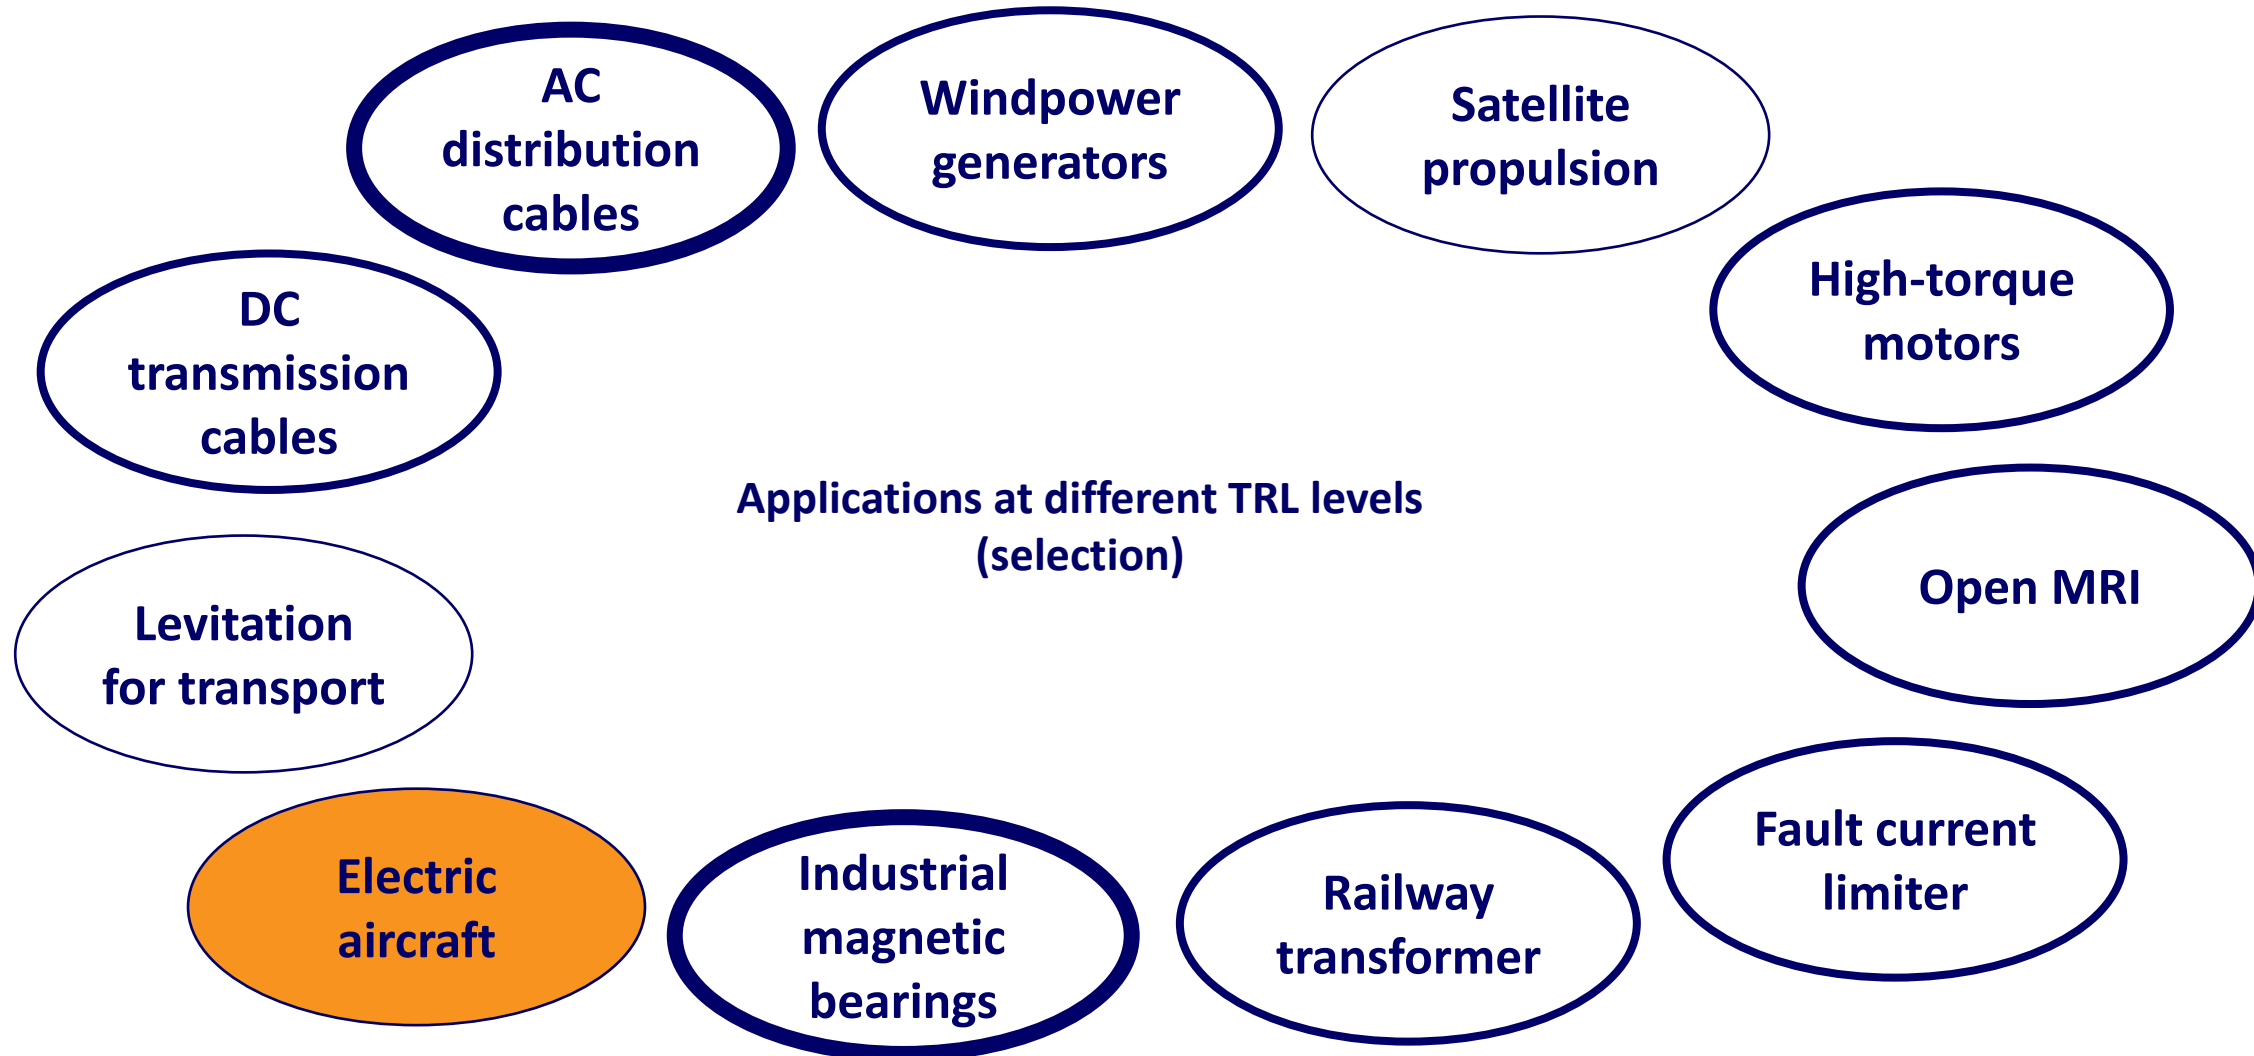 AC
distribution
cables
Windpower
generators
Satellite
propulsion
High-torque
motors
DC
transmission
cables
Applications at different TRL levels
(selection)
Open MRI
Levitation
for transport
Fault current
limiter
Electric
aircraft
Industrial
magnetic
bearings
Railway
transformer